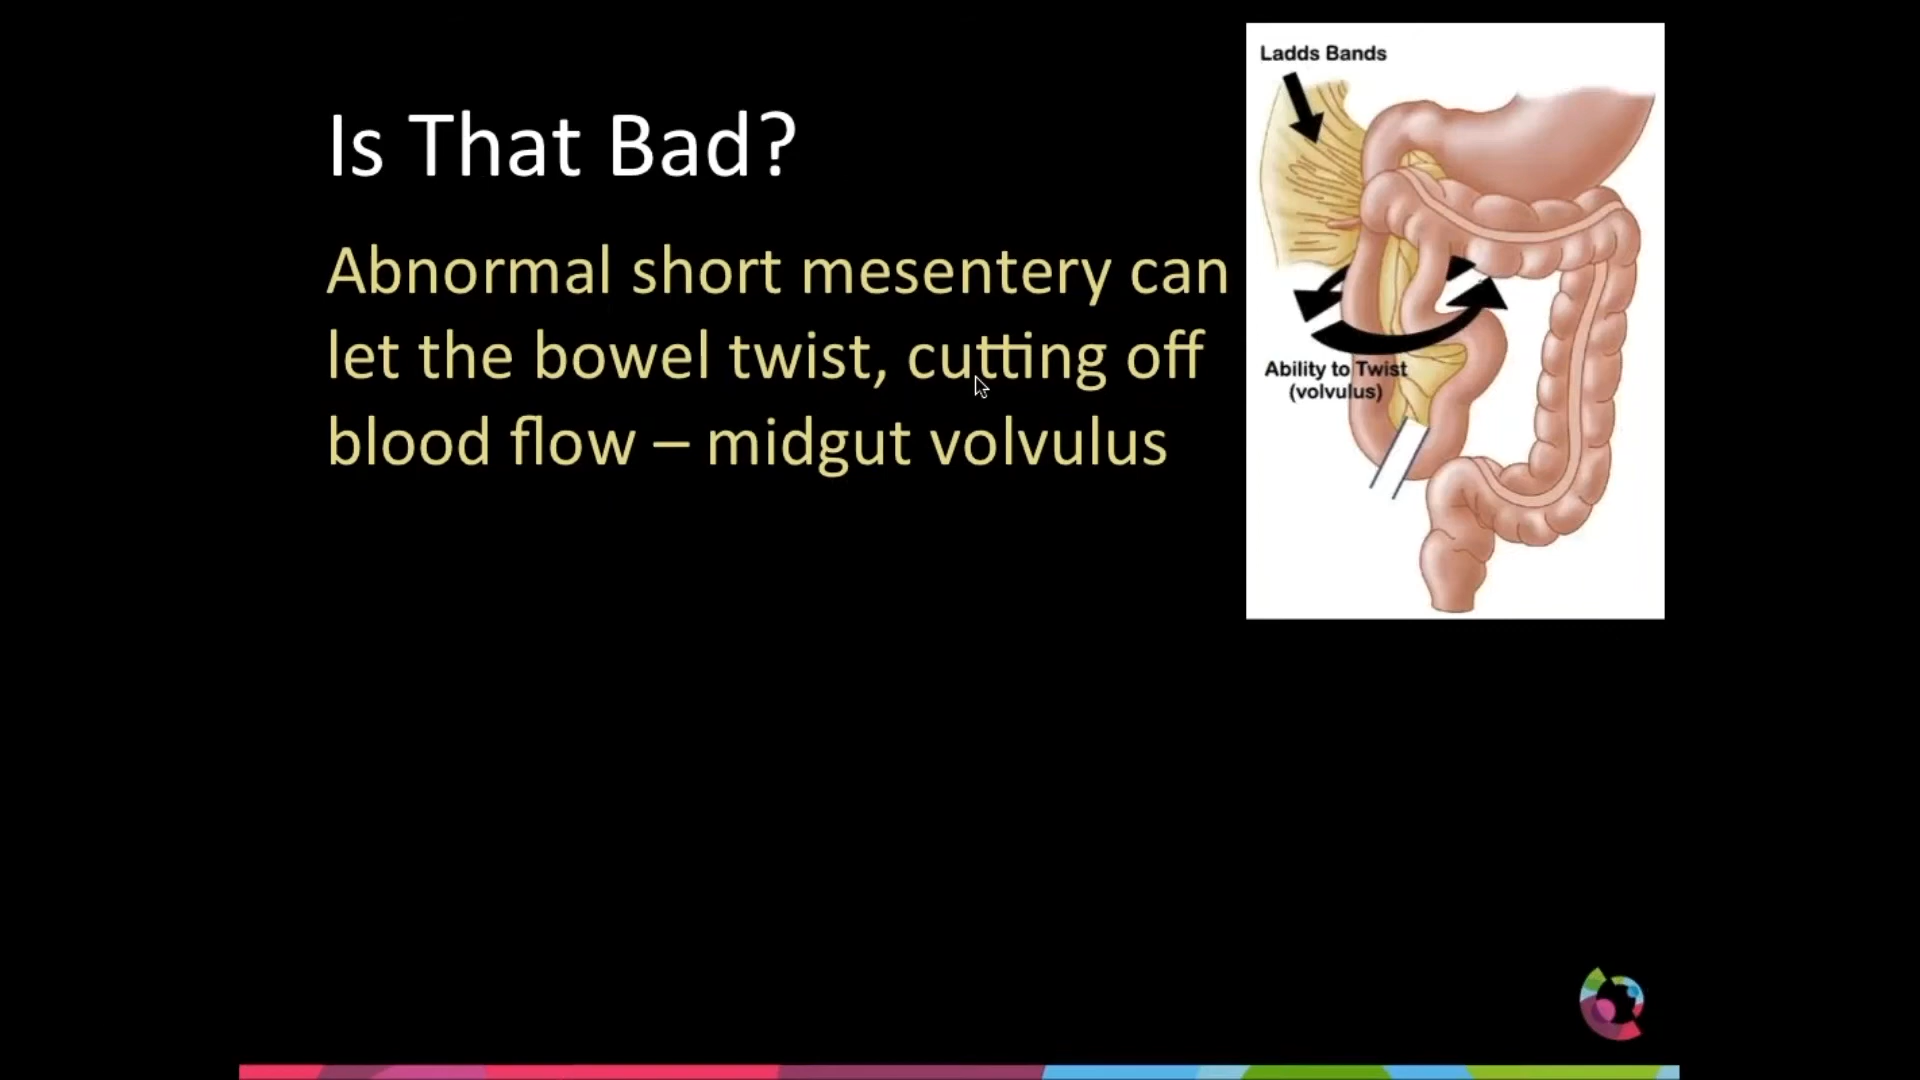 Is That Bad?
Abnormal short mesentery can
let the bowel twist, cutting off
blood flow – midgut volvulus
Ladds Bands
Ability to Twist
(volvulus)